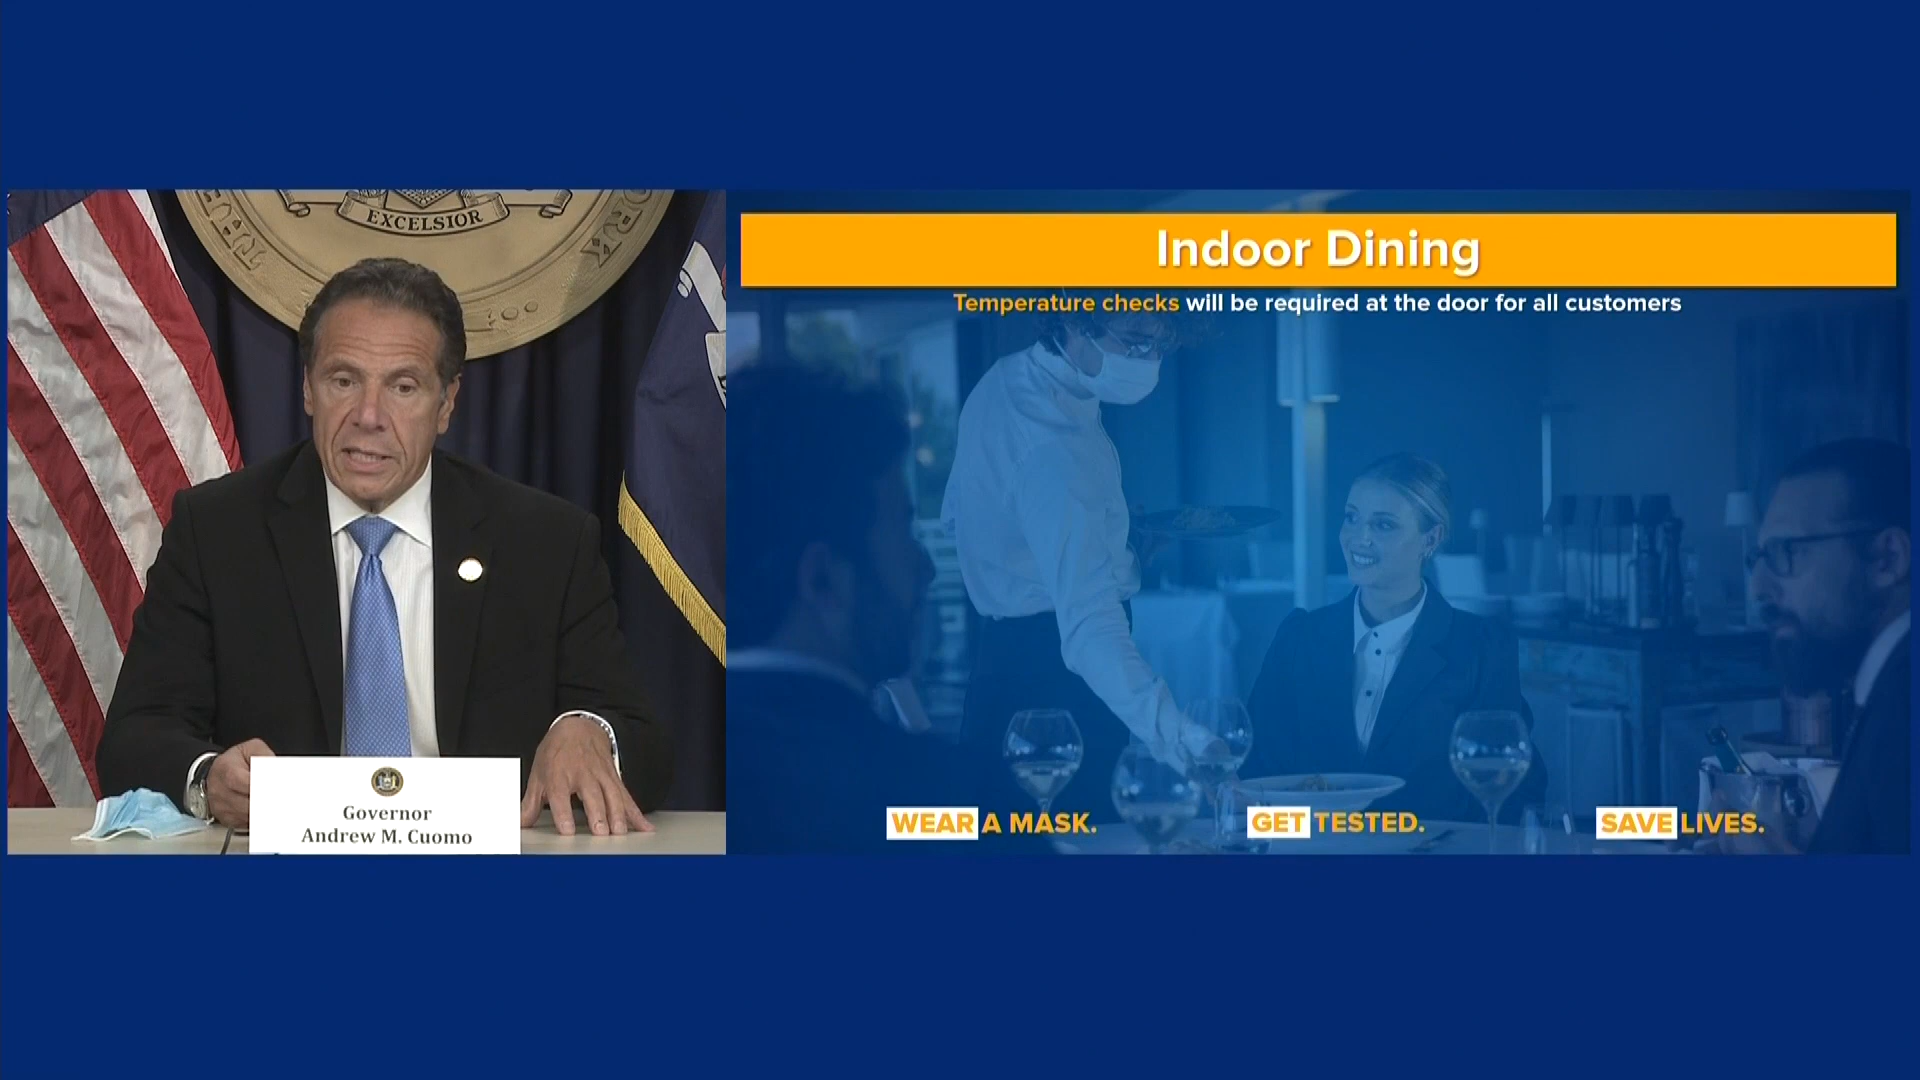 EXCELSIOR
Governor
Andrew M. Cuomo
Indoor Dining
Temperature checks will be required at the door for all customers
WEAR A MASK.
GET TESTED.
SAVE LIVES.